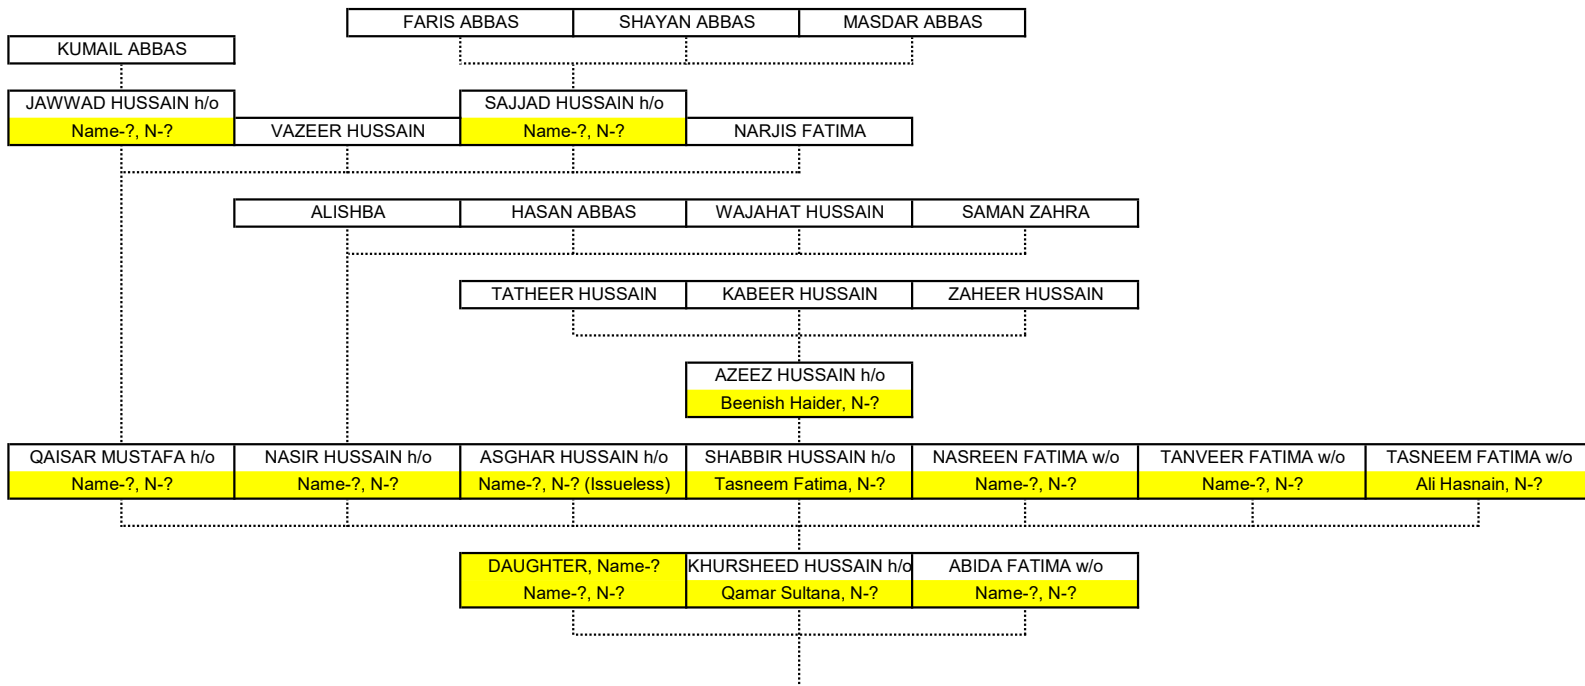 FARIS ABBAS SHAYAN ABBAS MASDAR ABBAS
KUMAIL ABBAS
JAWWAD HUSSAIN h/o SAJJAD HUSSAIN h/o
Name-?, N-? VAZEER HUSSAIN Name-?, N-? NARJIS FATIMA
ALISHBA HASAN ABBAS WAJAHAT HUSSAIN SAMAN ZAHRA
TATHEER HUSSAIN KABEER HUSSAIN ZAHEER HUSSAIN
AZEEZ HUSSAIN h/o
Beenish Haider, N-?
QAISAR MUSTAFA h/o NASIR HUSSAIN h/o ASGHAR HUSSAIN h/o SHABBIR HUSSAIN h/o NASREEN FATIMA w/o TANVEER FATIMA w/o TASNEEM FATIMA w/o
Name-?, N-? Name-?, N-? Name-?, N-? (Issueless) Tasneem Fatima, N-? Name-?, N-? Name-?, N-? Ali Hasnain, N-?
DAUGHTER, Name-? KHURSHEED HUSSAIN h/o ABIDA FATIMA w/o
Name-?, N-? Qamar Sultana, N-? Name-?, N-?